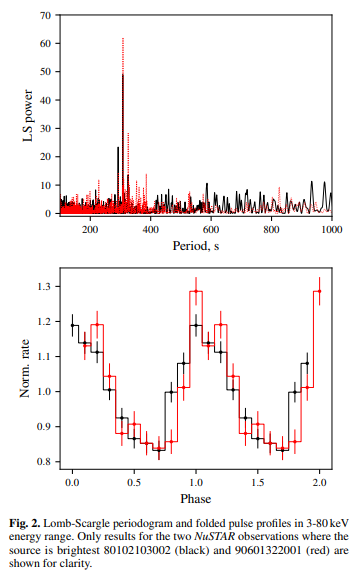 70
60
50
40
30
20
10
0
LS power
200 400 600 800 1000
Period, s
1.3
1.2
1.1
1.0
0.9
0.8
Norm. rate
0.0 0.5 1.0 1.5 2.0
Phase
Fig. 2. Lomb-Scargle periodogram and folded pulse profiles in 3-80 keV
energy range. Only results for the two NuSTAR observations where the
source is brightest 80102103002 (black) and 90601322001 (red) are
shown for clarity.